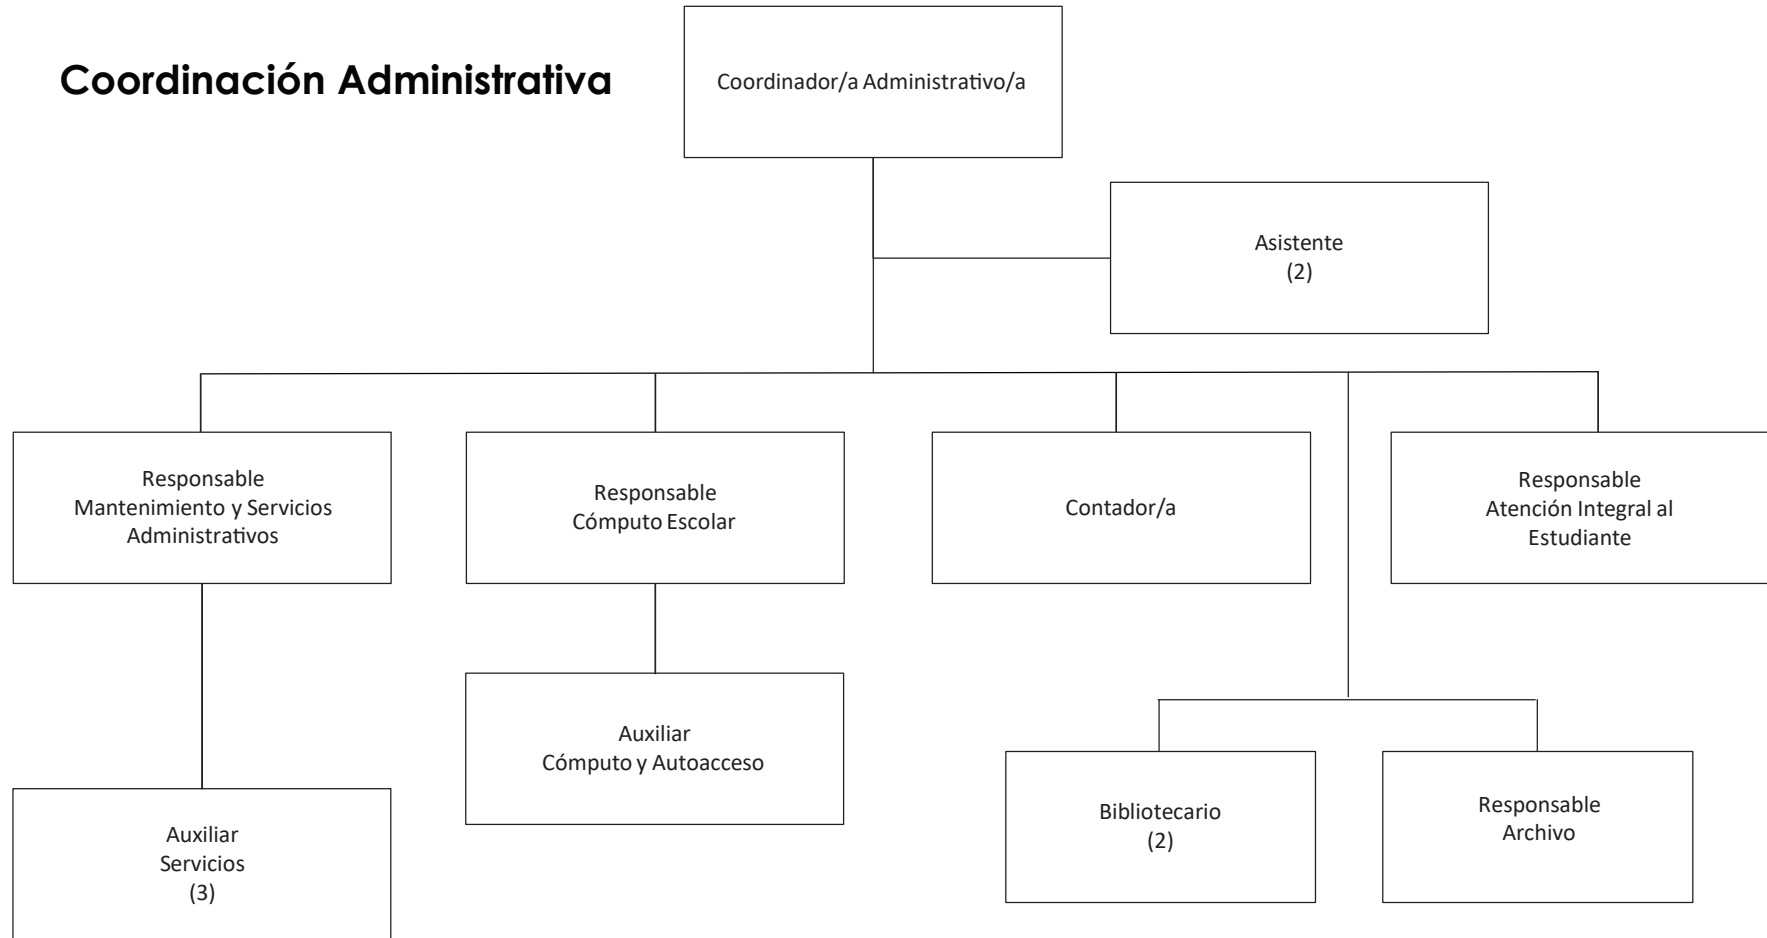 Coordinación Administrativa
Coordinador/a Administrativo/a
Asistente
(2)
Responsable
Mantenimiento y Servicios
Administrativos
Responsable
Cómputo Escolar
Contador/a
Responsable
Atención Integral al
Estudiante
Auxiliar
Cómputo y Autoacceso
Auxiliar
Servicios
(3)
Bibliotecario
(2)
Responsable
Archivo